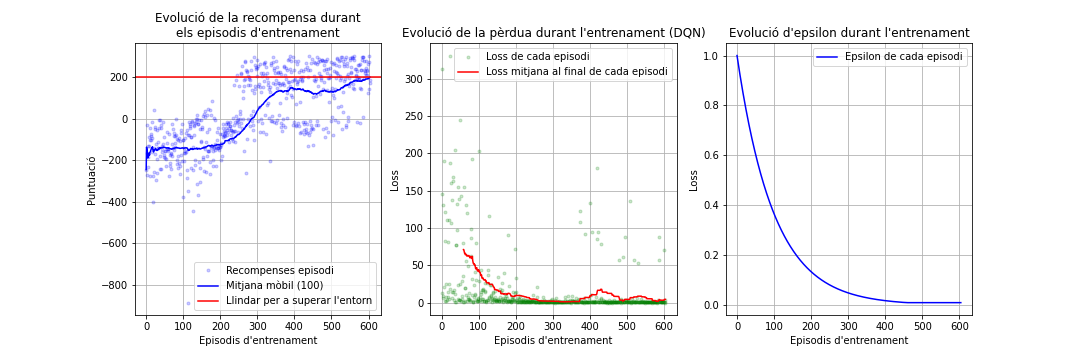 Evolució de la recompensa durant
els episodis d'entrenament
Puntuació
200
0
−200
−400
−600
−800
0 100 200 300 400 500 600
Episodis d'entrenament
Recompenses episodi
Mitjana mòbil (100)
Llindar per a superar l'entorn
Evolució de la pèrdua durant l'entrenament (DQN)
Loss
300
250
200
150
100
50
0
0 100 200 300 400 500 600
Episodis d'entrenament
Loss de cada episodi
Loss mitjana al final de cada episodi
Evolució d'epsilon durant l'entrenament
Loss
1.0
0.8
0.6
0.4
0.2
0.0
0 100 200 300 400 500 600
Episodis d'entrenament
Epsilon de cada episodi